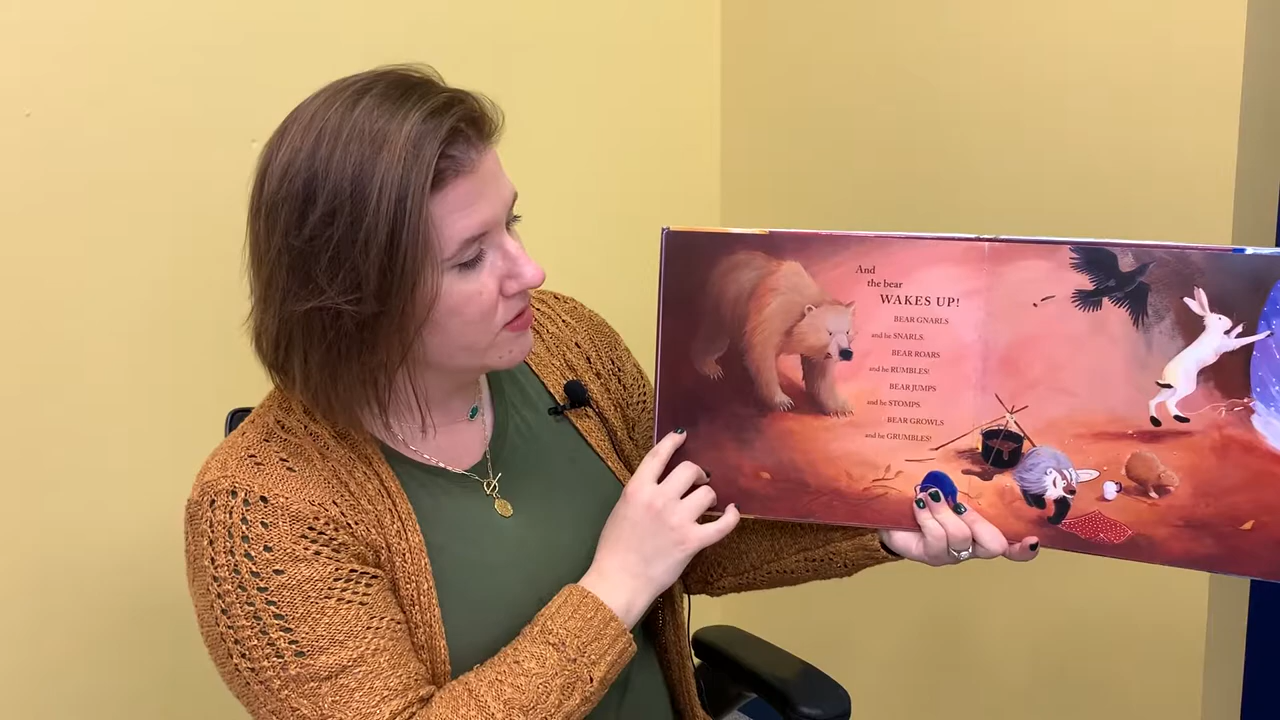 And
the bear
WAKES UP!
BEAR GNARLS
and he SNARLS.
BEAR ROARS
and he RUMBLES!
BEAR JUMPS
and he STOMPS.
BEAR GROWLS
and he GRUMBLES!